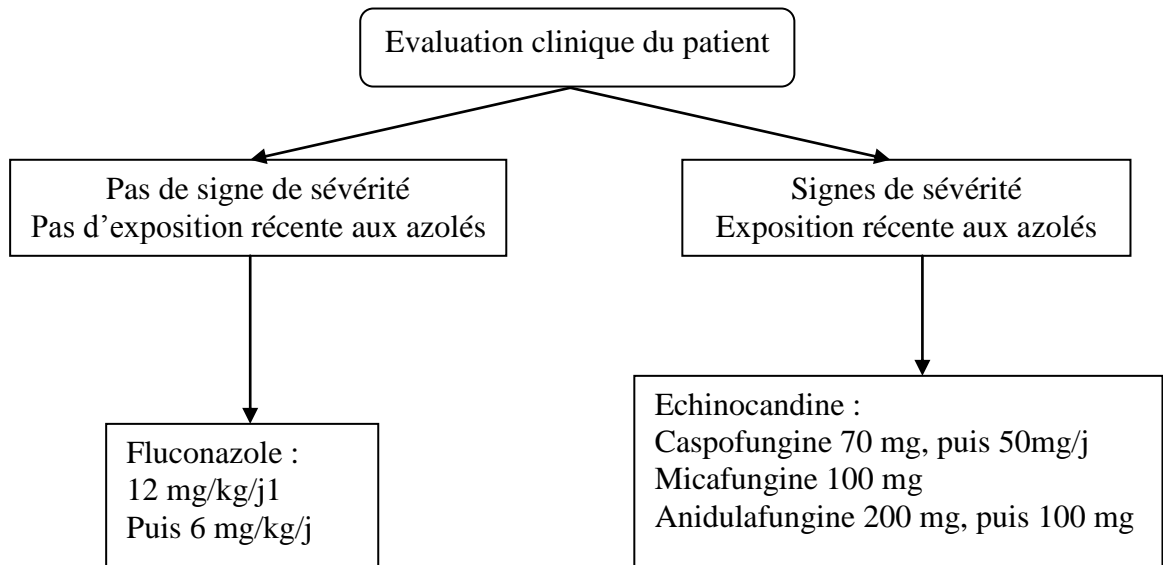 Evaluation clinique du patient
Pas de signe de sévérité
Pas d’exposition récente aux azolés
Signes de sévérité
Exposition récente aux azolés
Fluconazole :
12 mg/kg/j1
Puis 6 mg/kg/j
Echinocandine :
Caspofungine 70 mg, puis 50mg/j
Micafungine 100 mg
Anidulafungine 200 mg, puis 100 mg